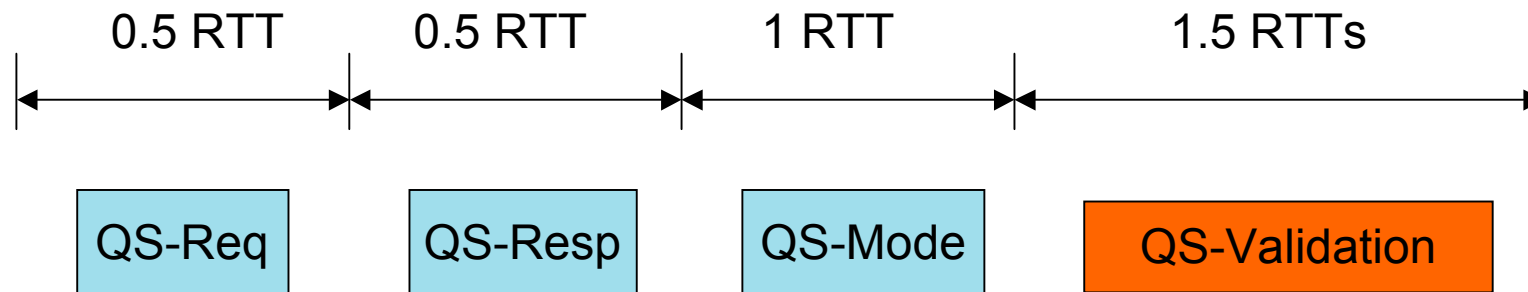 0.5 RTT 0.5 RTT 1 RTT 1.5 RTTs
QS-Req QS-Resp QS-Mode QS-Validation